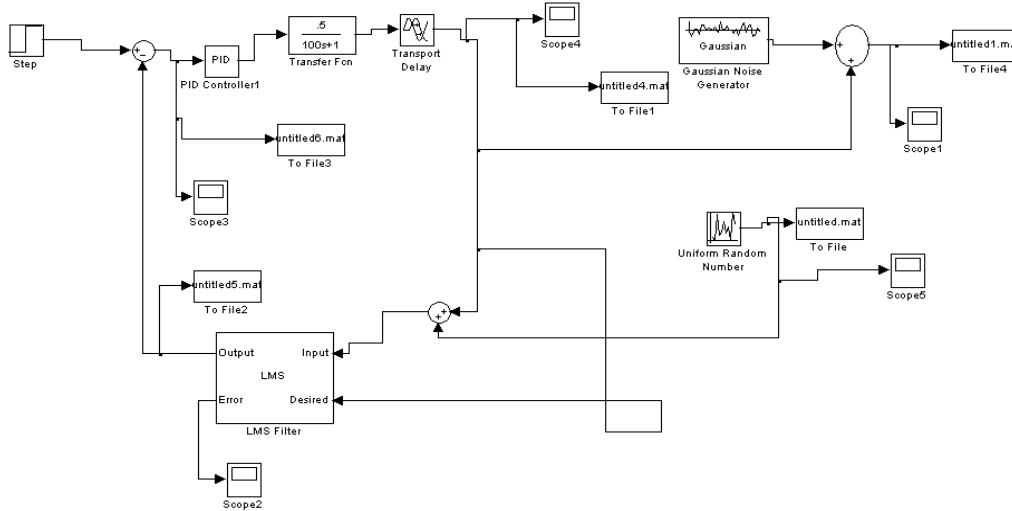 Step
+
-
PID
PID Controller1
.5
100s+1
Transfer Fcn
Transport
Delay
Scope4
untitled4.mat
To File1
Gaussian
Gaussian Noise
Generator
+
+
untitled1.ma
To File4
Scope1
untitled6.mat
To File3
Scope3
Uniform Random
Number
untitled.mat
To File
Scope5
untitled5.mat
To File2
+
+
Output
Input
LMS
Error
Desired
LMS Filter
Scope2